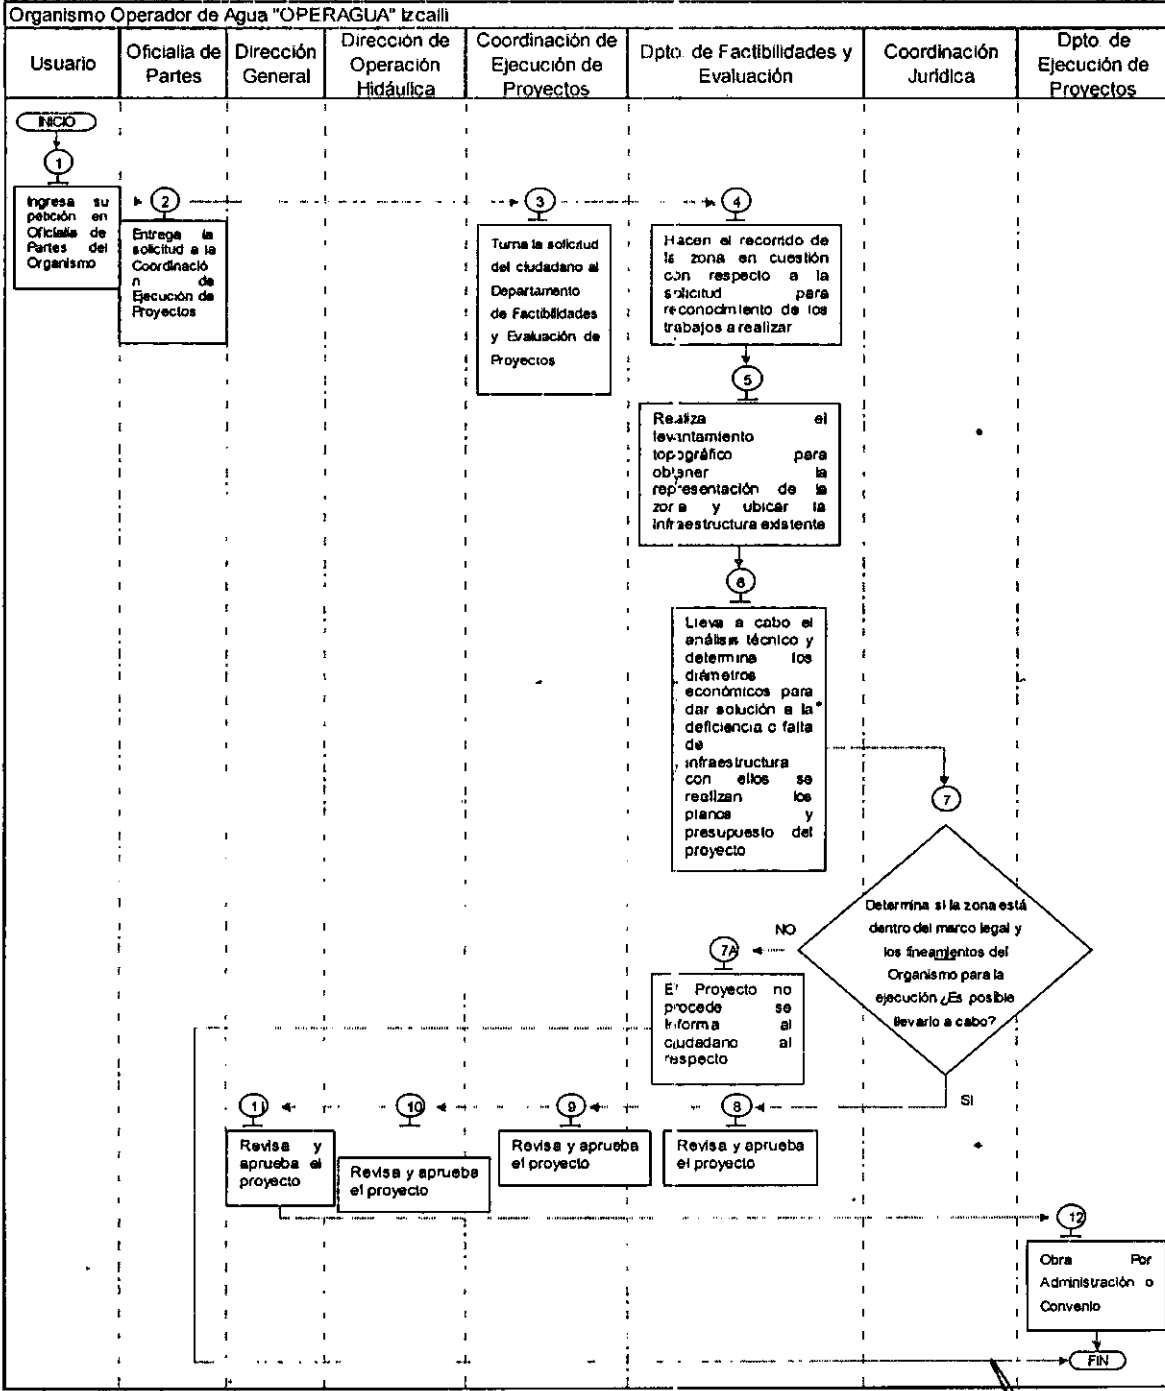 Organismo Operador de Agua "OPERAGUA" Izcalli
Usuario
Oficialia de
Partes
Dirección
General
Dirección de
Operación
Hidáulica
Coordinación de
Ejecución de
Proyectos
Dpto. de Factibilidades y
Evaluación
Coordinación
Jurídica
Dpto. de
Ejecución de
Proyectos
INICIO
1
Ingresa su
petición en
Oficialia de
Partes del
Organismo
2
Entrega la
solicitud a la
Coordinació
n de
Ejecución de
Proyectos
3
Turna la solicitud
del ciudadano al
Departamento
de Factibilidades
y Evaluación de
Proyectos
4
Hacen el recorrido de
la zona en cuestión
con respecto a la
solicitud para
reconocimiento de los
trabajos a realizar
5
Realiza el
levantamiento
topográfico para
obtener la
representación de la
zona y ubicar la
infraestructura existente
6
Lleva a cabo el
análisis técnico y
determina los
diámetros
económicos para
dar solución a la
deficiencia o falta
de
infraestructura
con ellos se
realizan los
planos y
presupuesto del
proyecto
7
Determina si la zona está
dentro del marco legal y
los lineamientos del
Organismo para la
ejecución ¿Es posible
llevarlo a cabo?
NO
7A
El Proyecto no
procede se
informa al
ciudadano al
respecto
SI
8
Revisa y aprueba
el proyecto
9
Revisa y aprueba
el proyecto
10
Revisa y aprueba
el proyecto
11
Revisa y
aprueba el
proyecto
12
Obra Por
Administración o
Convenio
FIN